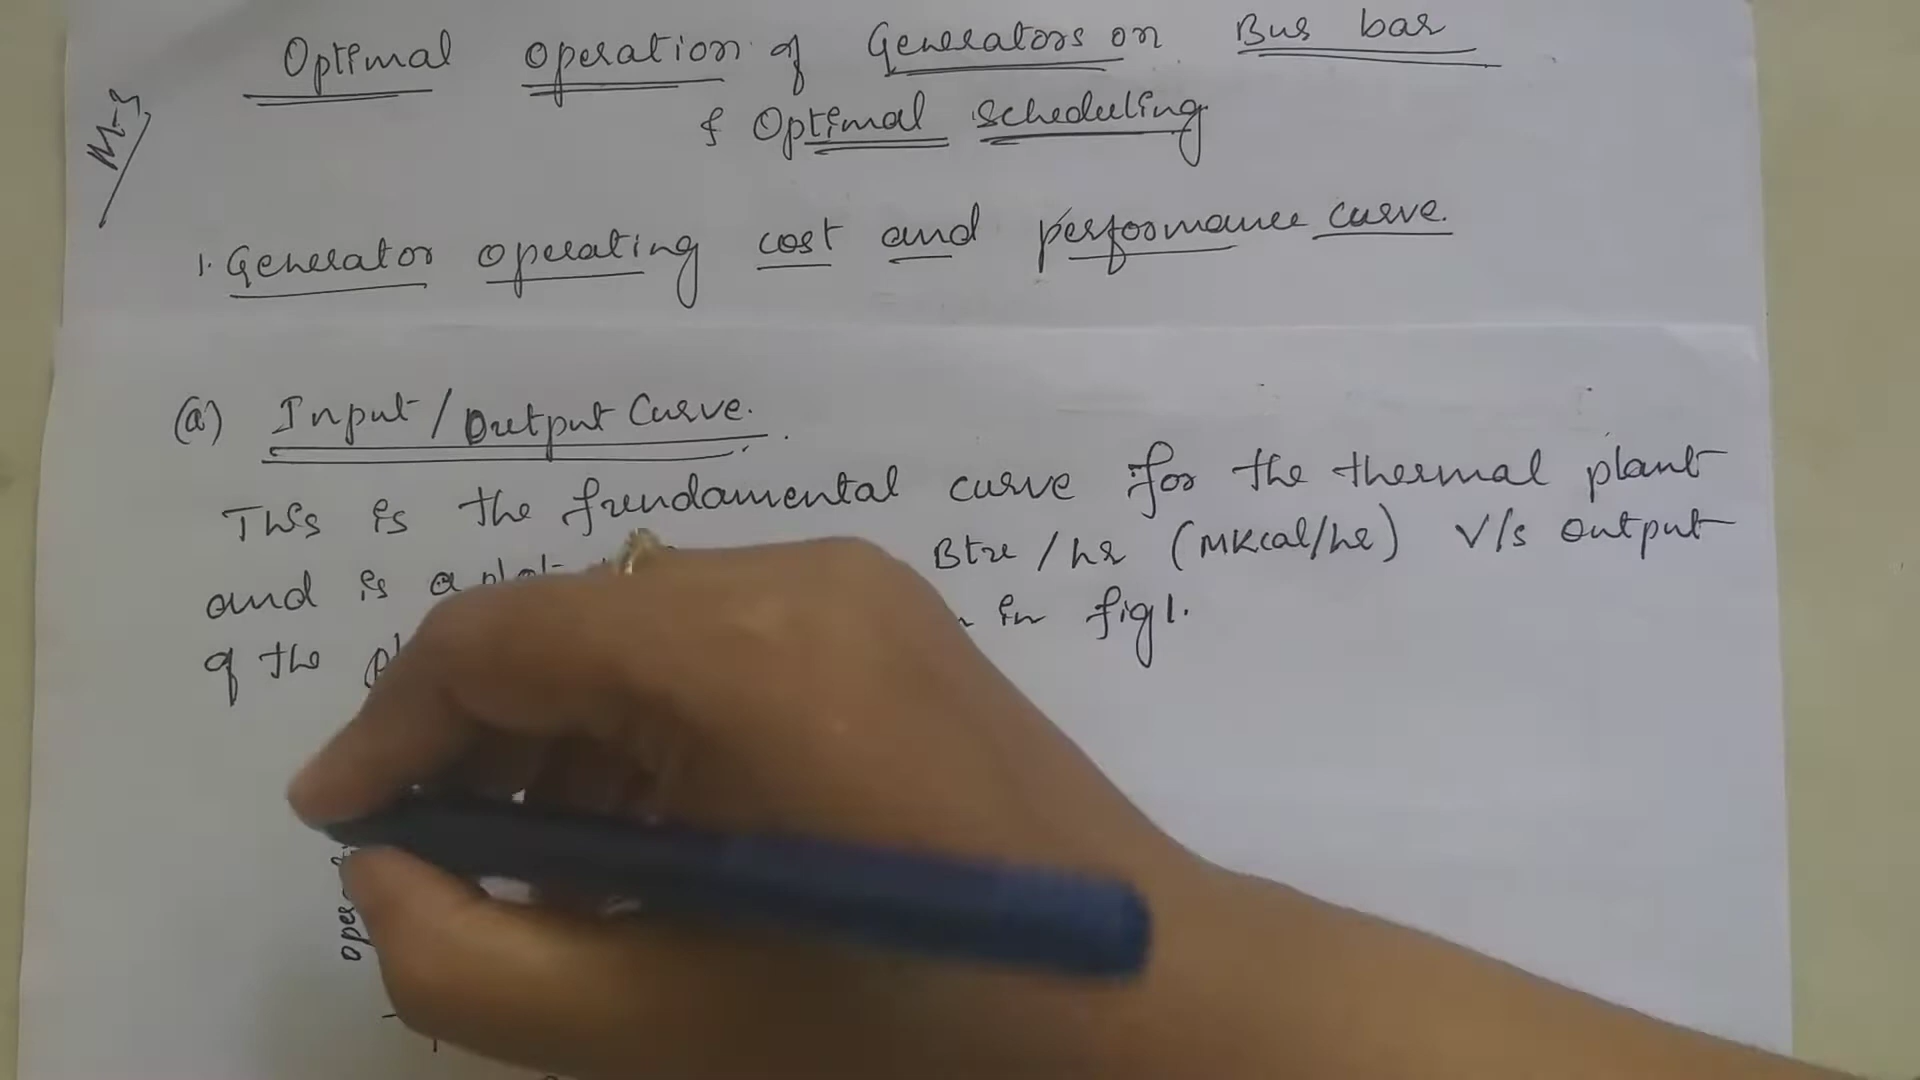 Optimal operation of Generators on Bus bar
& Optimal scheduling
M-3
1. Generator operating cost and performance curve.
(a) Input/Output Curve.
This is the fundamental curve for the thermal plant
and is a plot Btu/hr (MKcal/hr) V/s output
of the in fig1.